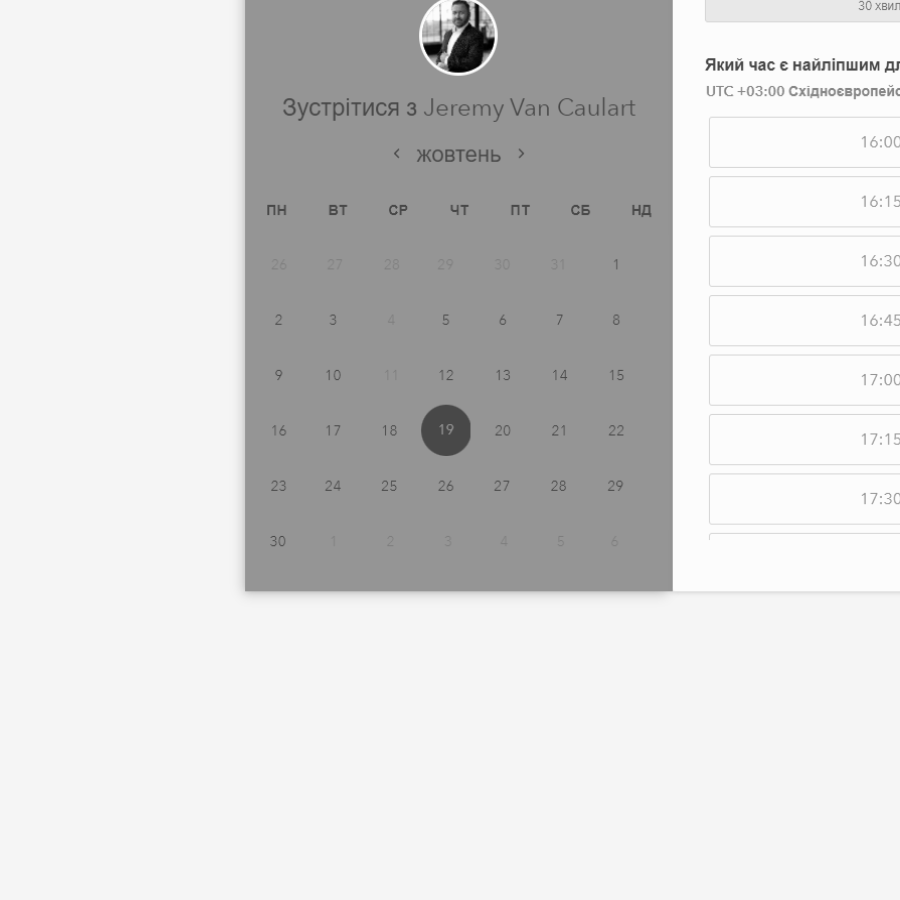 30 хвил
Який час є найліпшим дл
UTC +03:00 Східноєвропейс
Зустрітися з Jeremy Van Caulart
жовтень
ПН ВТ СР ЧТ ПТ СБ НД
26 27 28 29 30 31 1
2 3 4 5 6 7 8
9 10 11 12 13 14 15
16 17 18 19 20 21 22
23 24 25 26 27 28 29
30 1 2 3 4 5 6
16:00
16:15
16:30
16:45
17:00
17:15
17:30